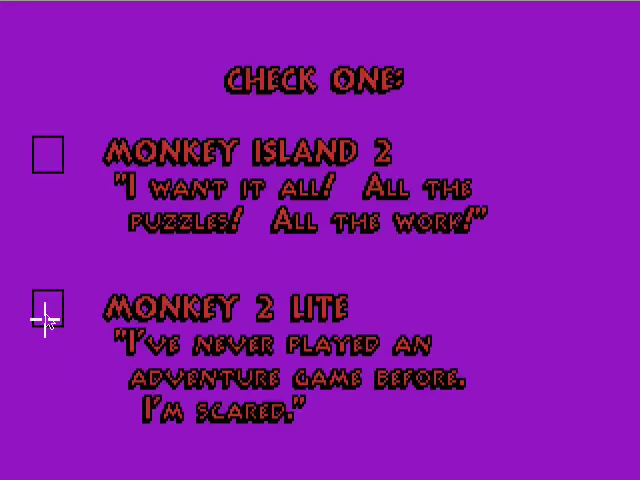 CHECK ONE:
MONKEY ISLAND 2
"I WANT IT ALL!  ALL THE
PUZZLES!  ALL THE WORK!"
MONKEY 2 LITE
"I'VE NEVER PLAYED AN
ADVENTURE GAME BEFORE.
I'M SCARED."